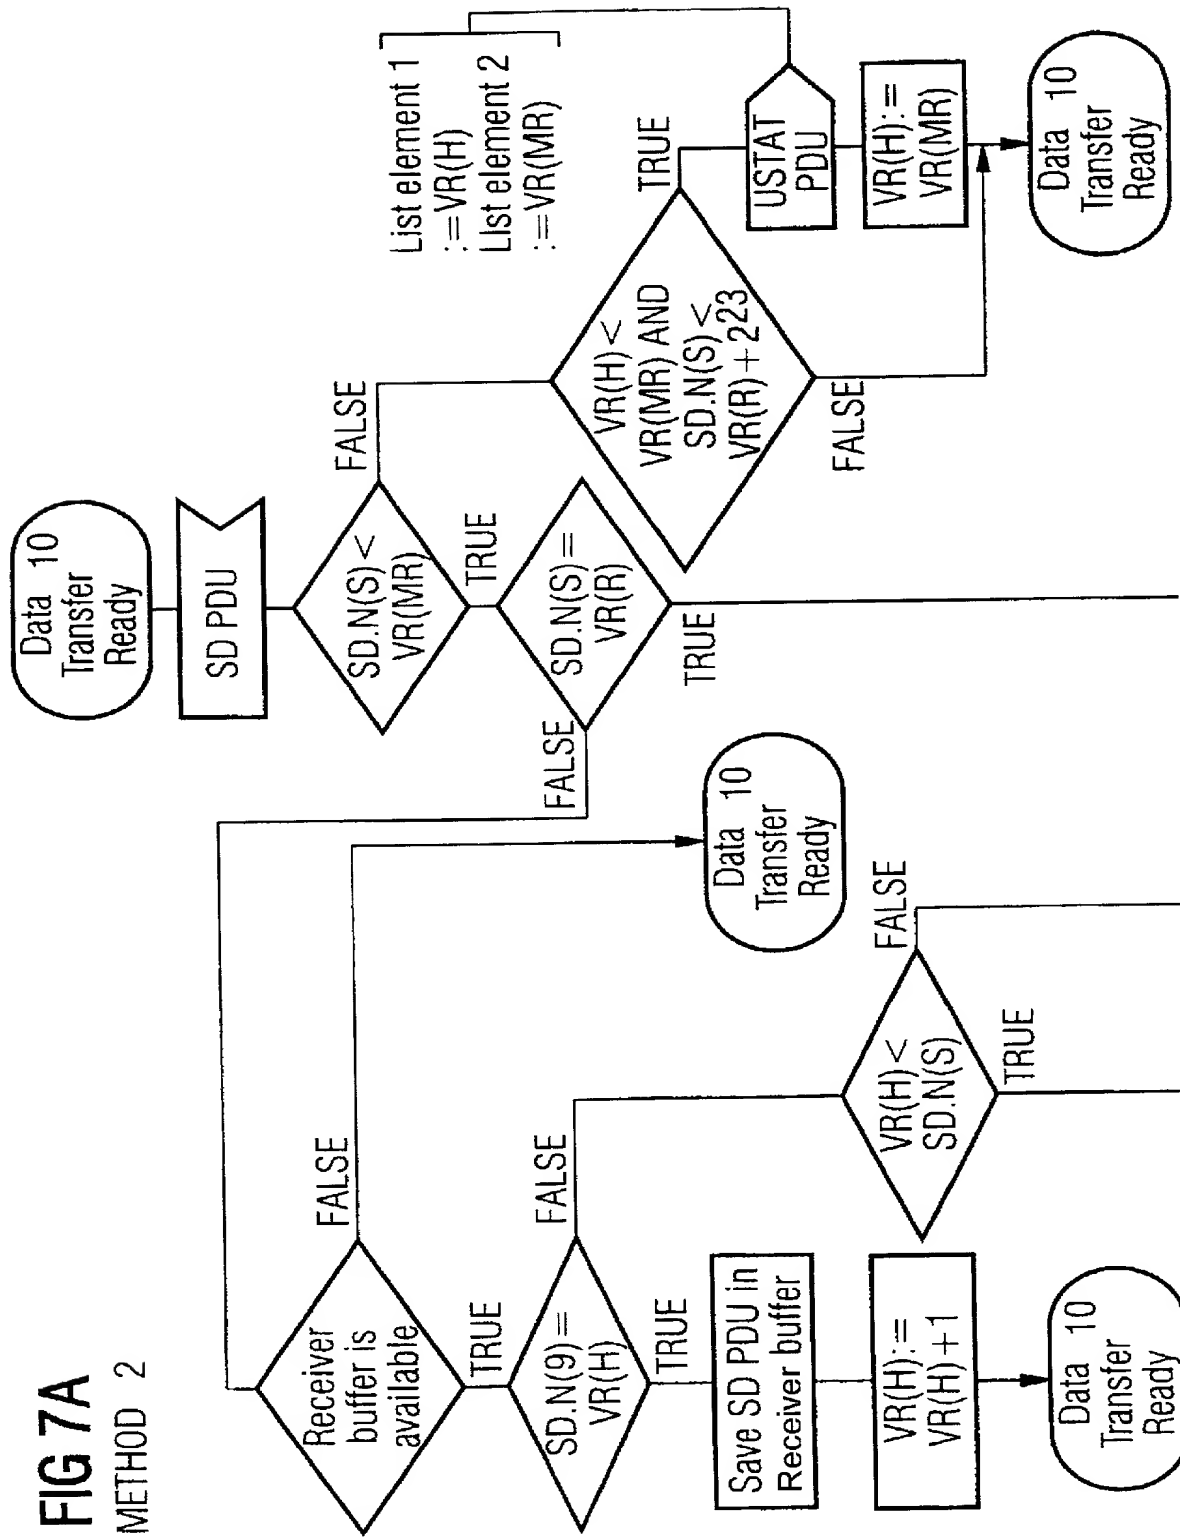 FIG 7A
METHOD 2
Data 10
Transfer
Ready
SD PDU
SD.N(S)<
VR(MR)
FALSE
TRUE
SD.N(S)=
VR(R)
FALSE
TRUE
VR(H)<
VR(MR) AND
SD.N(S)<
VR(R)+2²³
TRUE
FALSE
List element 1
:=VR(H)
List element 2
:=VR(MR)
USTAT
PDU
VR(H):=
VR(MR)
Data 10
Transfer
Ready
Receiver
buffer is
available
FALSE
TRUE
Data 10
Transfer
Ready
SD.N(9)=
VR(H)
FALSE
TRUE
VR(H)<
SD.N(S)
FALSE
TRUE
Save SD PDU in
Receiver buffer
VR(H):=
VR(H)+1
Data 10
Transfer
Ready